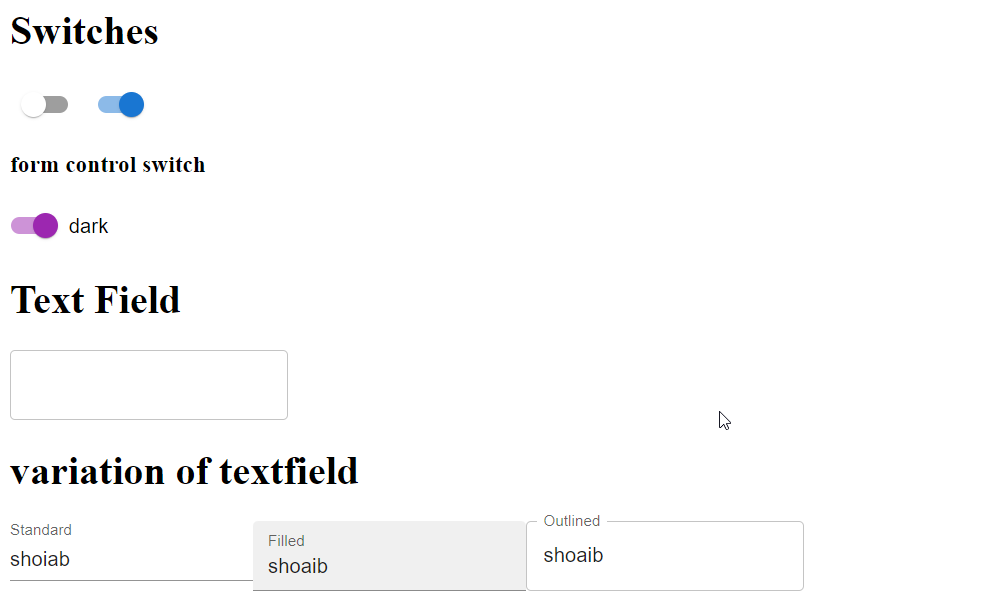 Switches
form control switch
dark
Text Field
variation of textfield
Standard
shoiab
Filled
shoaib
Outlined
shoaib